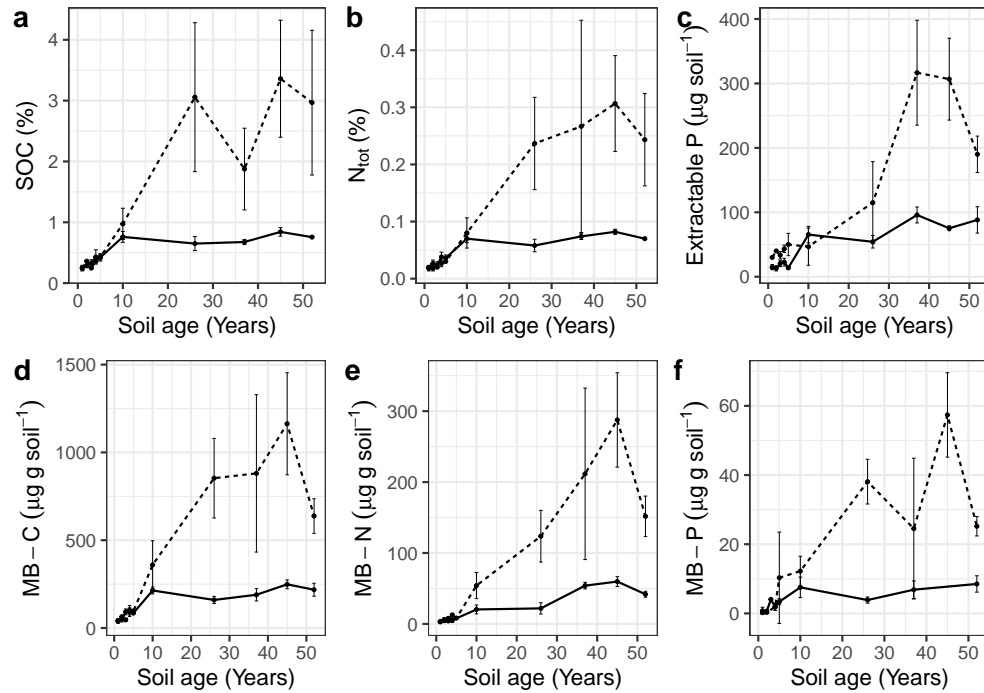 a
SOC (%)
4
3
2
1
0
0 10 20 30 40 50
Soil age (Years)
b
N_tot (%)
0.4
0.3
0.2
0.1
0.0
0 10 20 30 40 50
Soil age (Years)
c
Extractable P (µg soil⁻¹)
400
300
200
100
0
0 10 20 30 40 50
Soil age (Years)
d
MB − C (µg g soil⁻¹)
1500
1000
500
0
0 10 20 30 40 50
Soil age (Years)
e
MB − N (µg g soil⁻¹)
300
200
100
0
0 10 20 30 40 50
Soil age (Years)
f
MB − P (µg g soil⁻¹)
60
40
20
0
0 10 20 30 40 50
Soil age (Years)